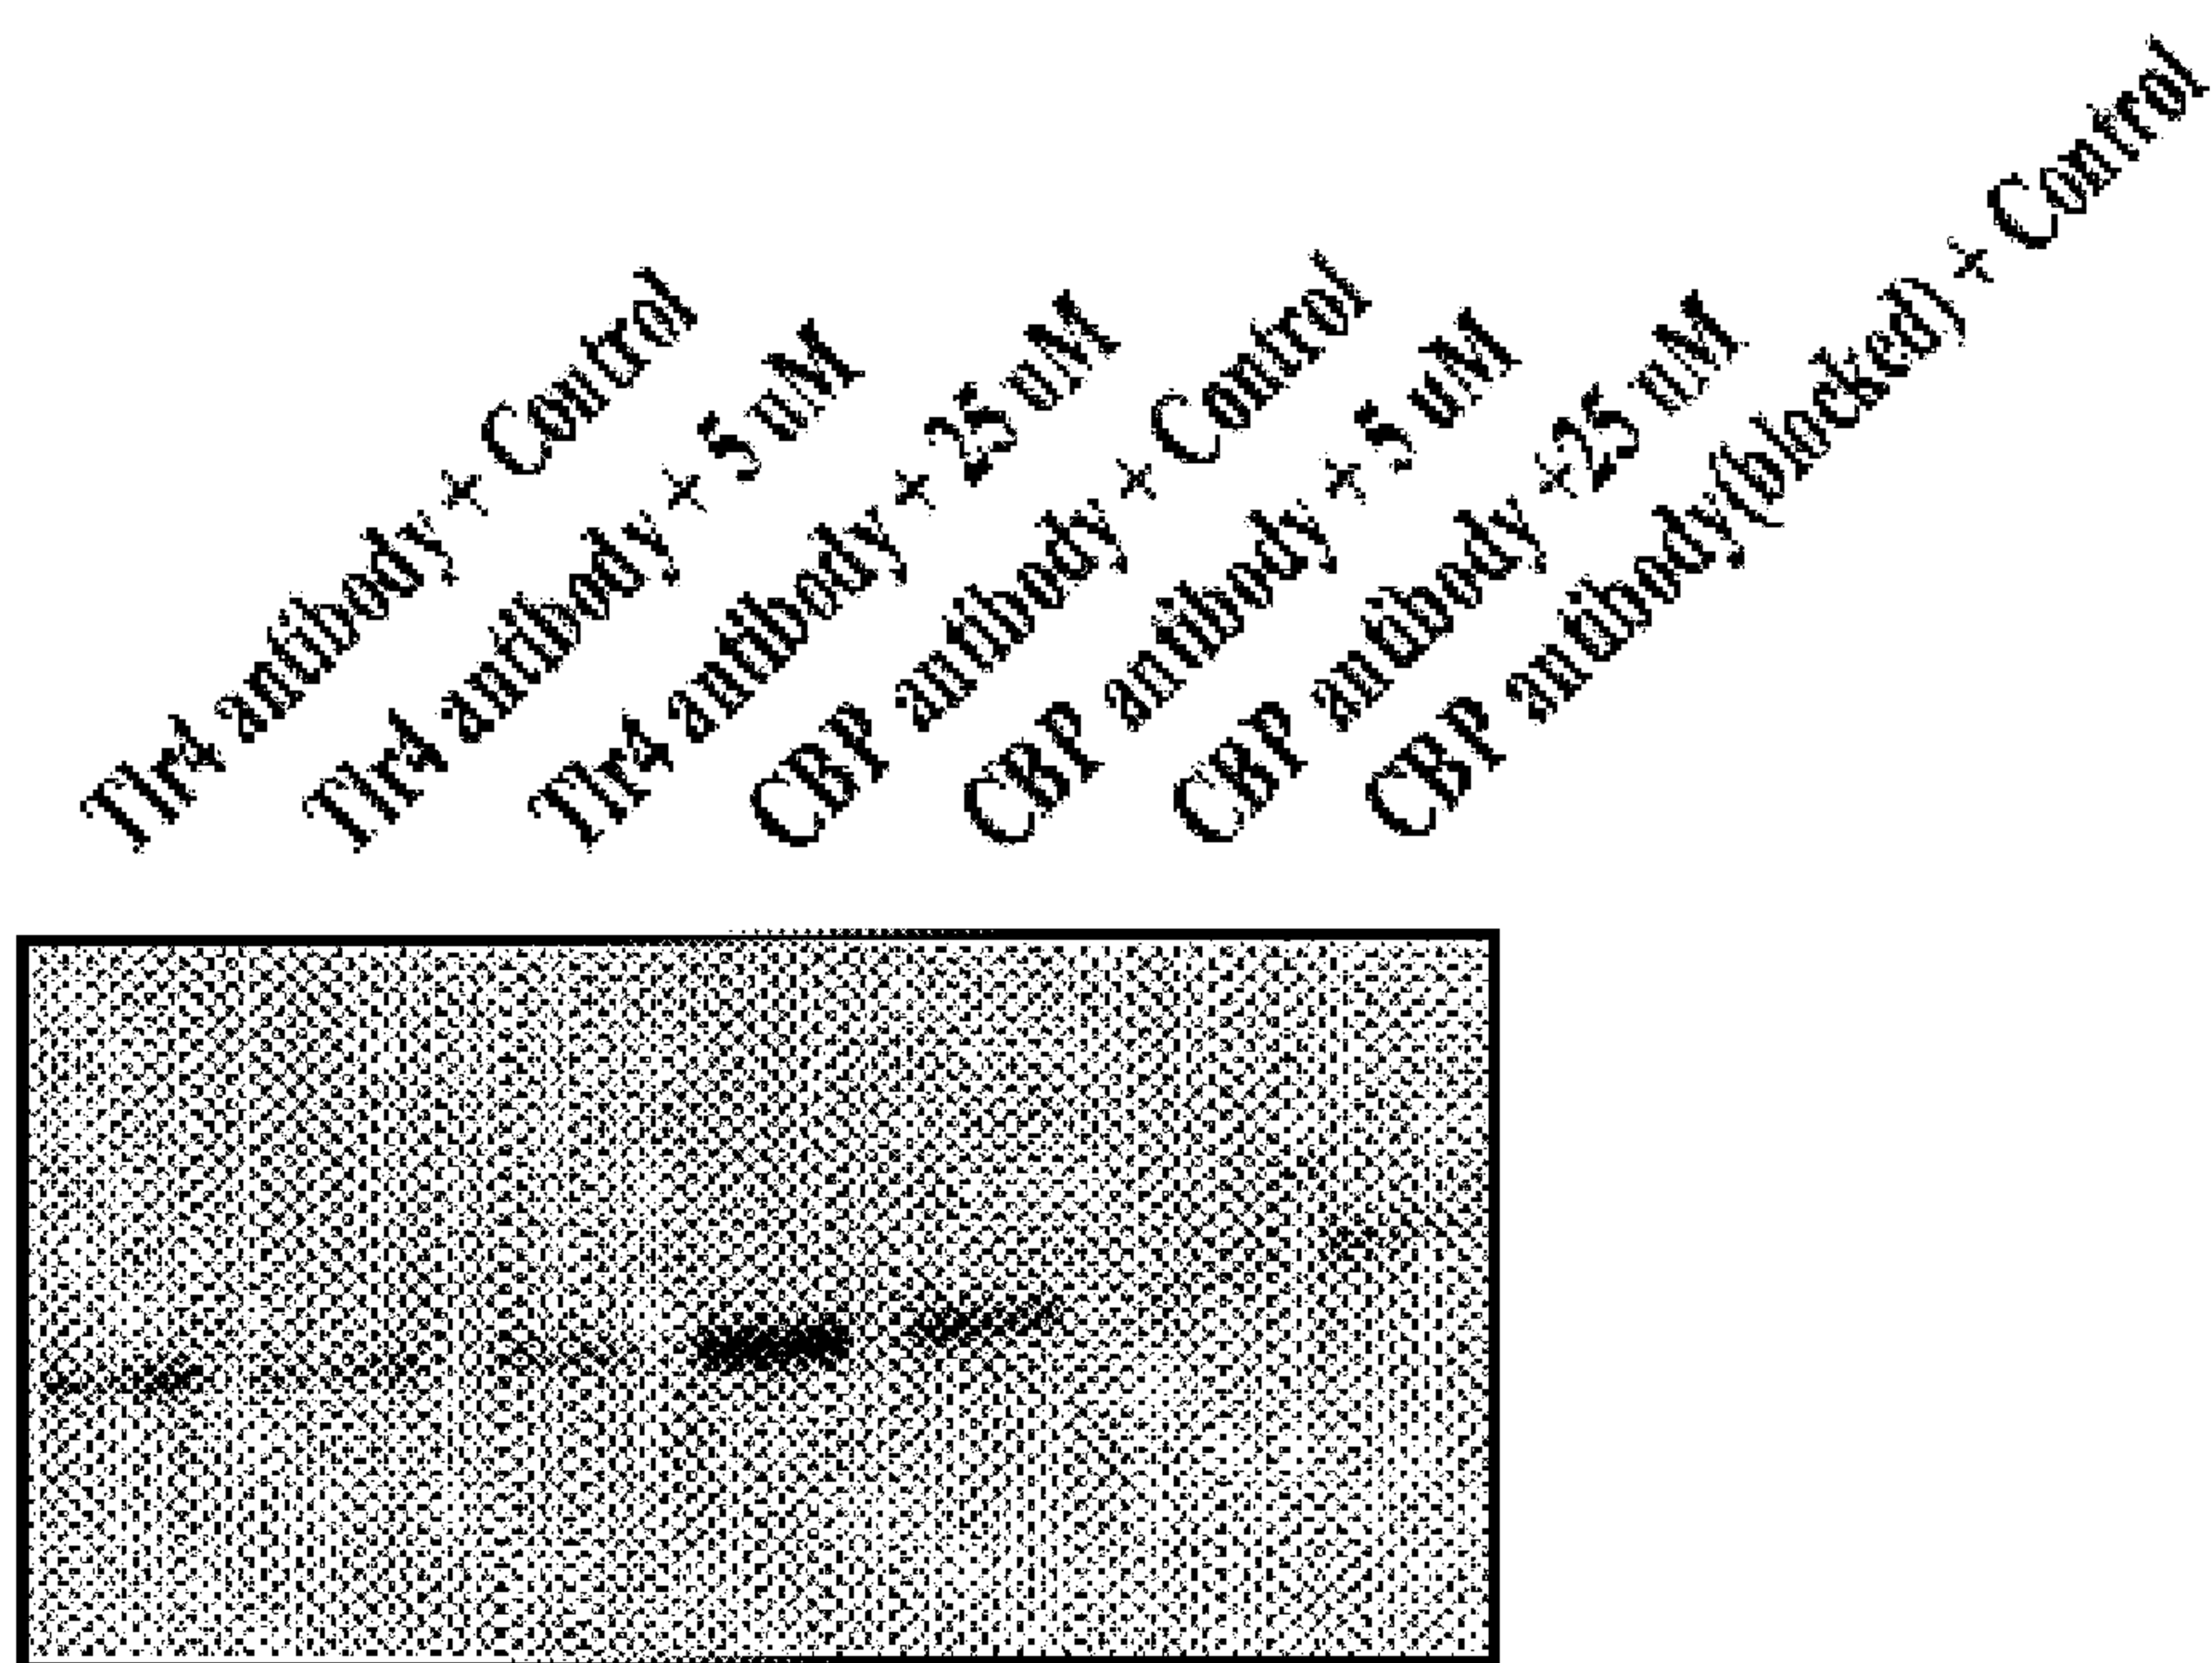 Tlr4 antibody + Control
Tlr4 antibody + 5 uM
Tlr4 antibody + 25 uM
CBP antibody + Control
CBP antibody + 5 uM
CBP antibody +25 uM
CBP antibody(blocked) + Control